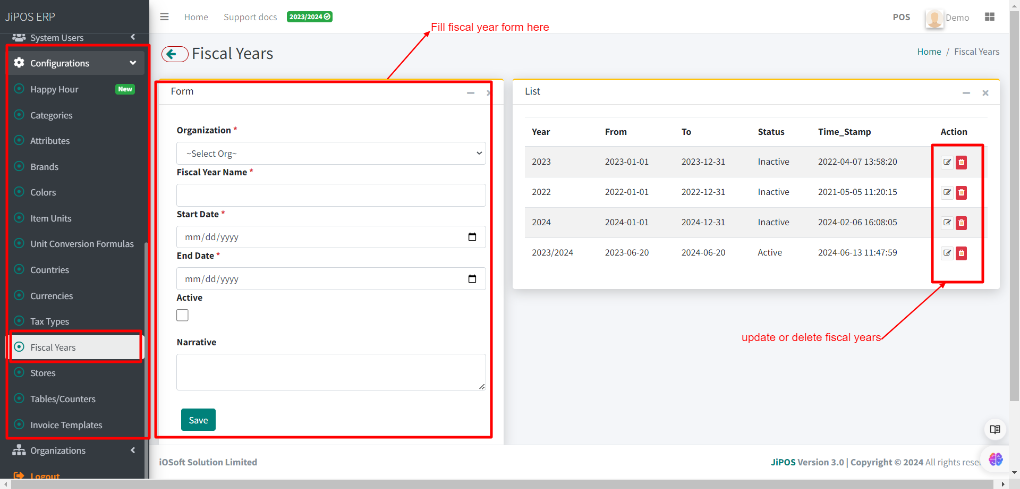 JiPOS ERP
Home
Support docs
2023/2024
POS
Demo
System Users
Configurations
Happy Hour
New
Categories
Attributes
Brands
Colors
Item Units
Unit Conversion Formulas
Countries
Currencies
Tax Types
Fiscal Years
Stores
Tables/Counters
Invoice Templates
Organizations
Logout
Fill fiscal year form here
Fiscal Years
Home / Fiscal Years
Form
Organization *
~Select Org~
Fiscal Year Name *
Start Date *
mm/dd/yyyy
End Date *
mm/dd/yyyy
Active
Narrative
Save
List
Year From To Status Time_Stamp Action
2023 2023-01-01 2023-12-31 Inactive 2022-04-07 13:58:20
2022 2022-01-01 2022-12-31 Inactive 2021-05-05 11:20:15
2024 2024-01-01 2024-12-31 Inactive 2024-02-06 16:08:05
2023/2024 2023-06-20 2024-06-20 Active 2024-06-13 11:47:59
update or delete fiscal years
iOSoft Solution Limited
JiPOS Version 3.0 | Copyright © 2024 All rights